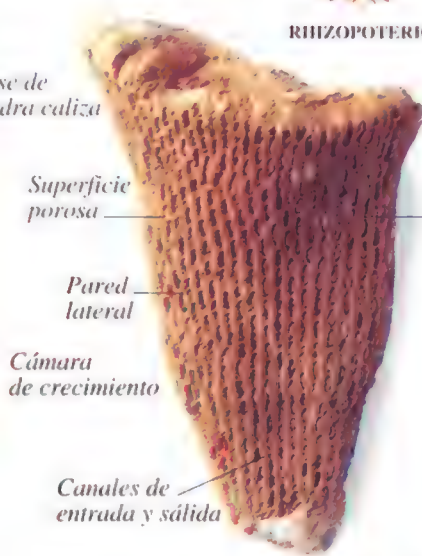 RHIZOPOTERI
se de
dra caliza
Superficie
porosa
Pared
lateral
Cámara
de crecimiento
Canales de
entrada y sálida